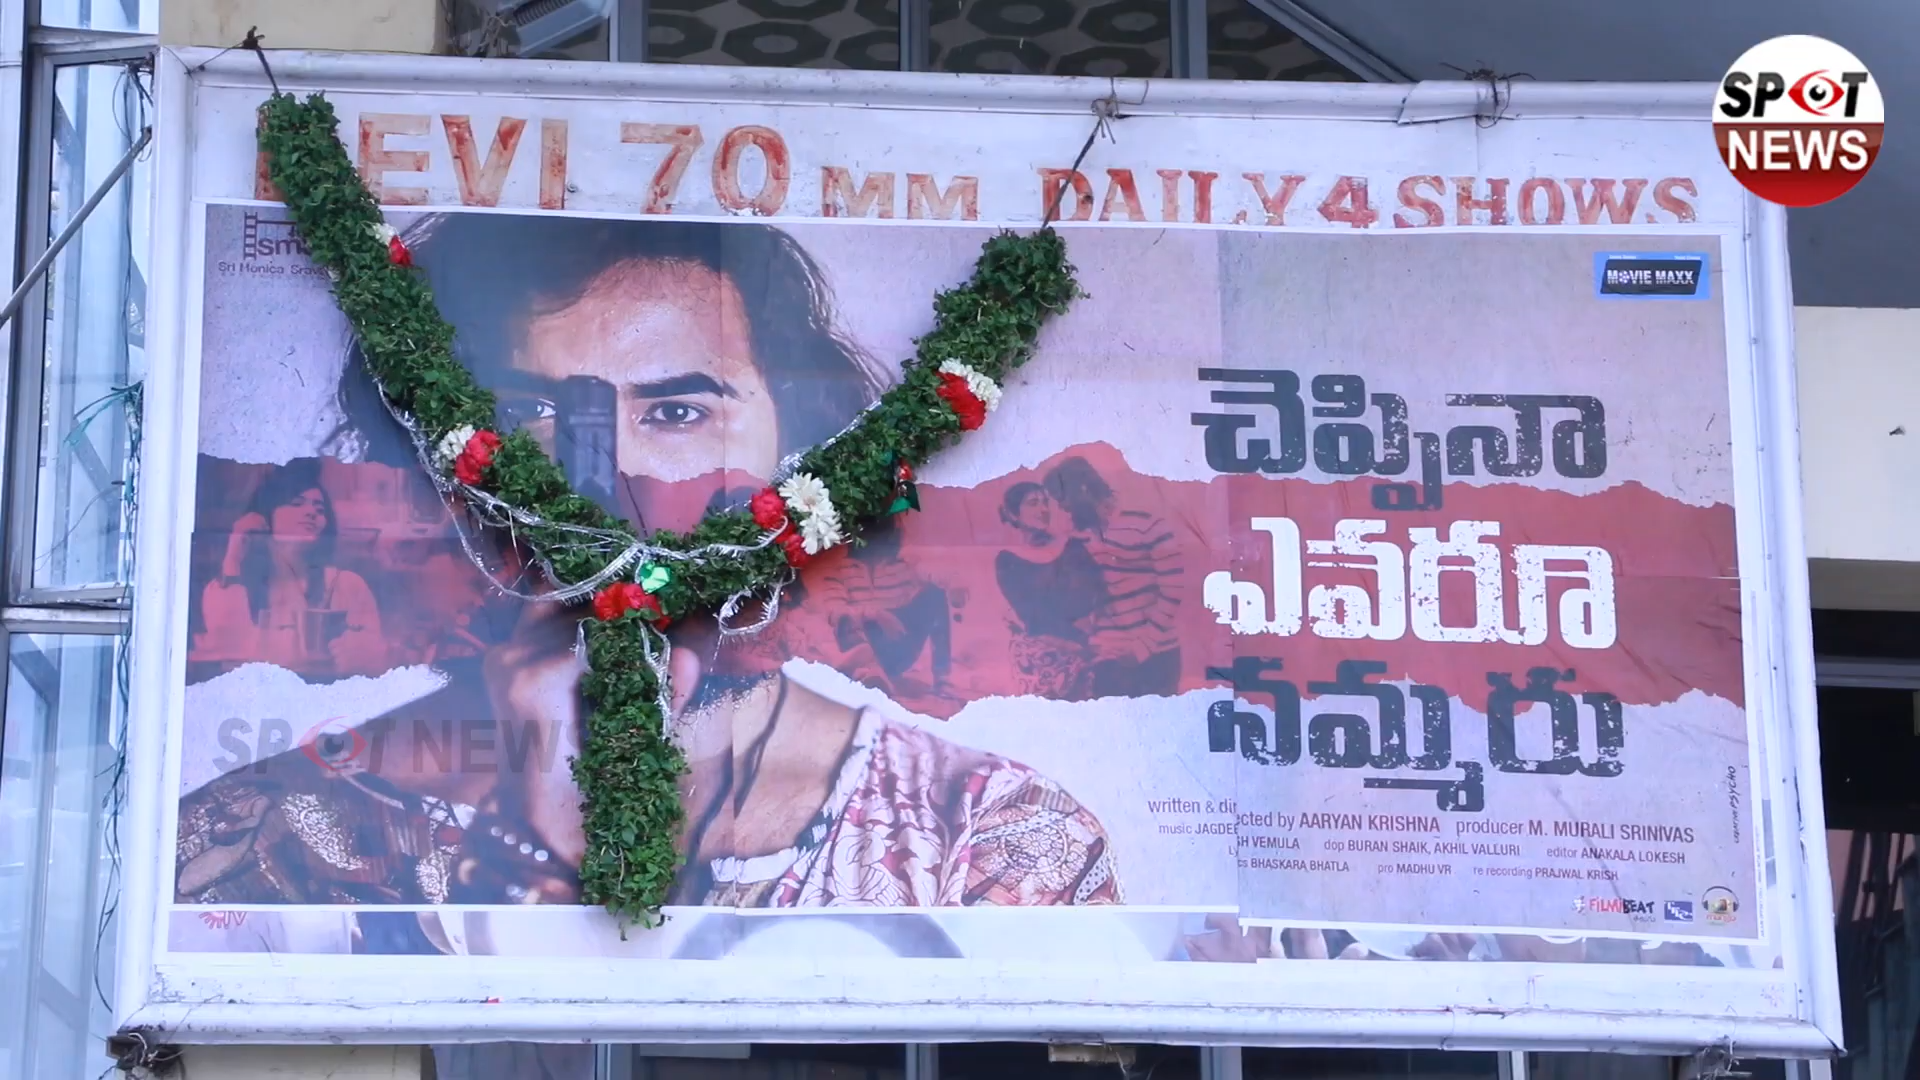 SPOT
NEWS
DEVI 70 MM DAILY 4 SHOWS
Sri Monica
MOVIE MAXX
చెప్పినా
ఎవరూ
నమ్మరు
SPOT NEWS
written & directed by AARYAN KRISHNA producer M. MURALI SRINIVAS
music JAGDEESH VEMULA dop BURAN SHAIK, AKHIL VALLURI editor ANAKALA LOKESH
BHASKARA BHATLA pro MADHU VR re recording PRAJWAL KRISH
FILMIBEAT